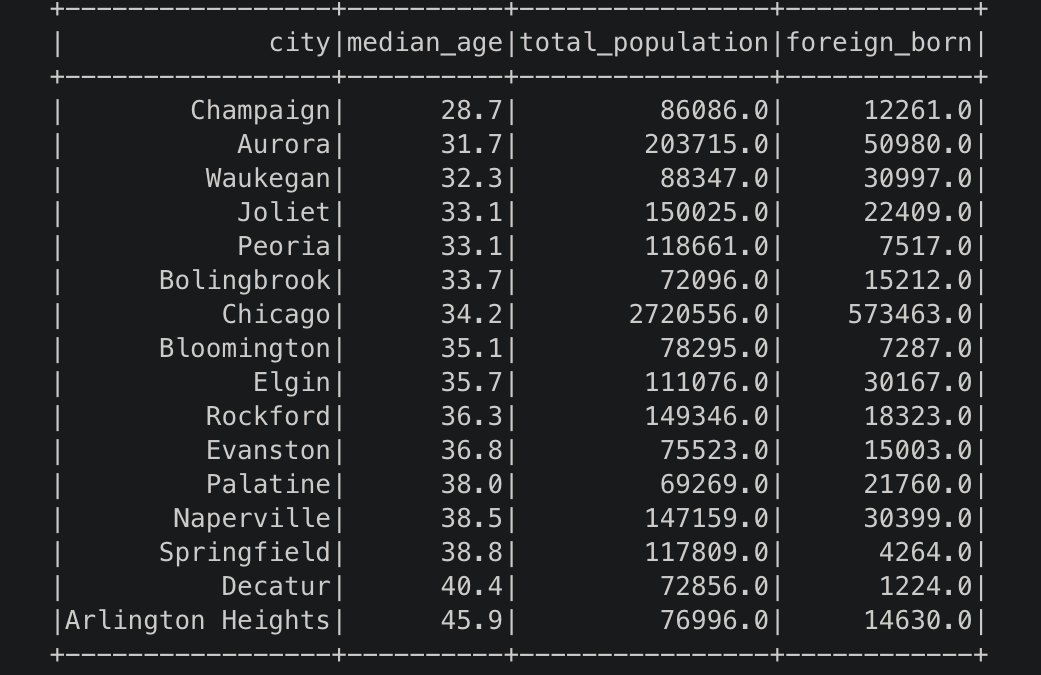 +----------------+----------+----------------+------------+
|            city|median_age|total_population|foreign_born|
+----------------+----------+----------------+------------+
|       Champaign|      28.7|         86086.0|     12261.0|
|          Aurora|      31.7|        203715.0|     50980.0|
|        Waukegan|      32.3|         88347.0|     30997.0|
|          Joliet|      33.1|        150025.0|     22409.0|
|          Peoria|      33.1|        118661.0|      7517.0|
|     Bolingbrook|      33.7|         72096.0|     15212.0|
|         Chicago|      34.2|       2720556.0|    573463.0|
|     Bloomington|      35.1|         78295.0|      7287.0|
|           Elgin|      35.7|        111076.0|     30167.0|
|        Rockford|      36.3|        149346.0|     18323.0|
|        Evanston|      36.8|         75523.0|     15003.0|
|        Palatine|      38.0|         69269.0|     21760.0|
|      Naperville|      38.5|        147159.0|     30399.0|
|     Springfield|      38.8|        117809.0|      4264.0|
|         Decatur|      40.4|         72856.0|      1224.0|
|Arlington Heights|      45.9|         76996.0|     14630.0|
+----------------+----------+----------------+------------+